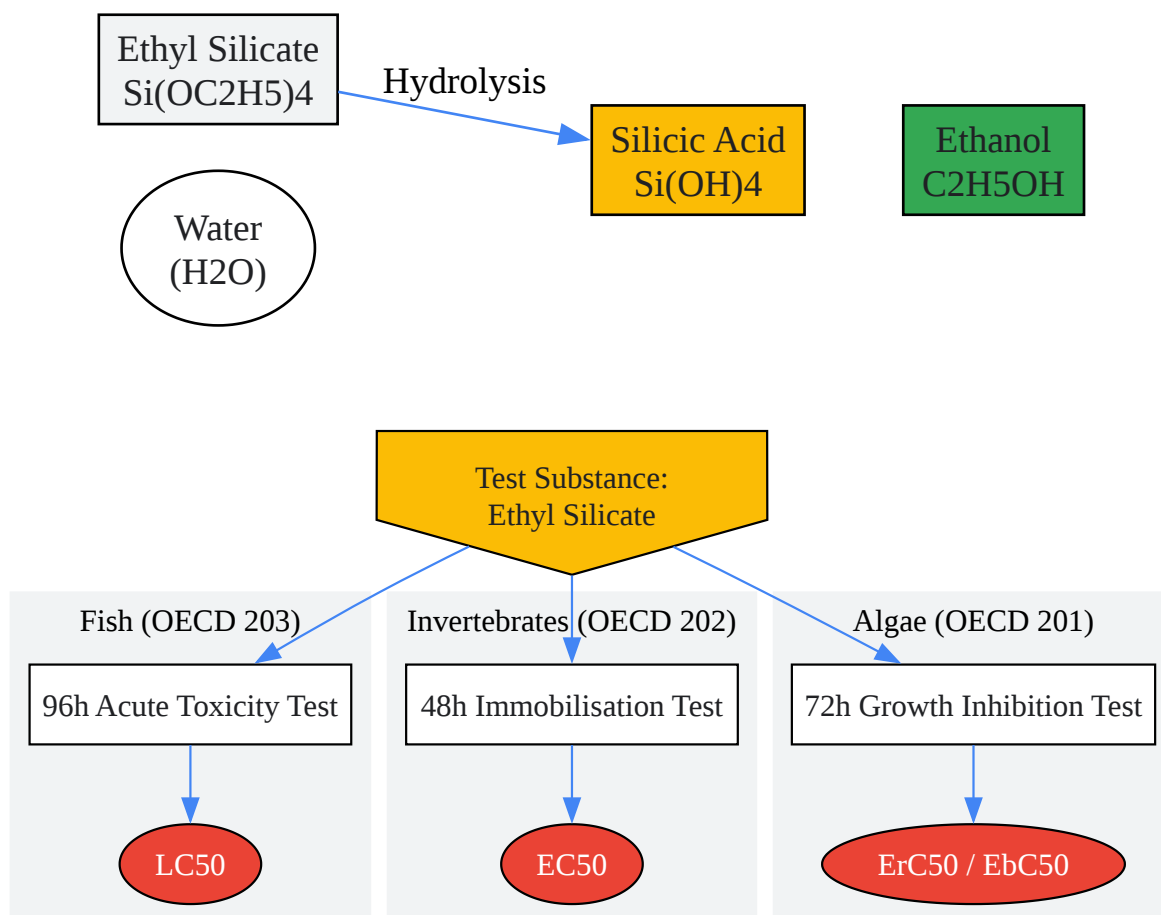 Ethyl Silicate
Si(OC2H5)4
Hydrolysis
Silicic Acid
Si(OH)4
Ethanol
C2H5OH
Water
(H2O)
Test Substance:
Ethyl Silicate
Fish (OECD 203)
Invertebrates (OECD 202)
Algae (OECD 201)
96h Acute Toxicity Test
48h Immobilisation Test
72h Growth Inhibition Test
LC50
EC50
ErC50 / EbC50